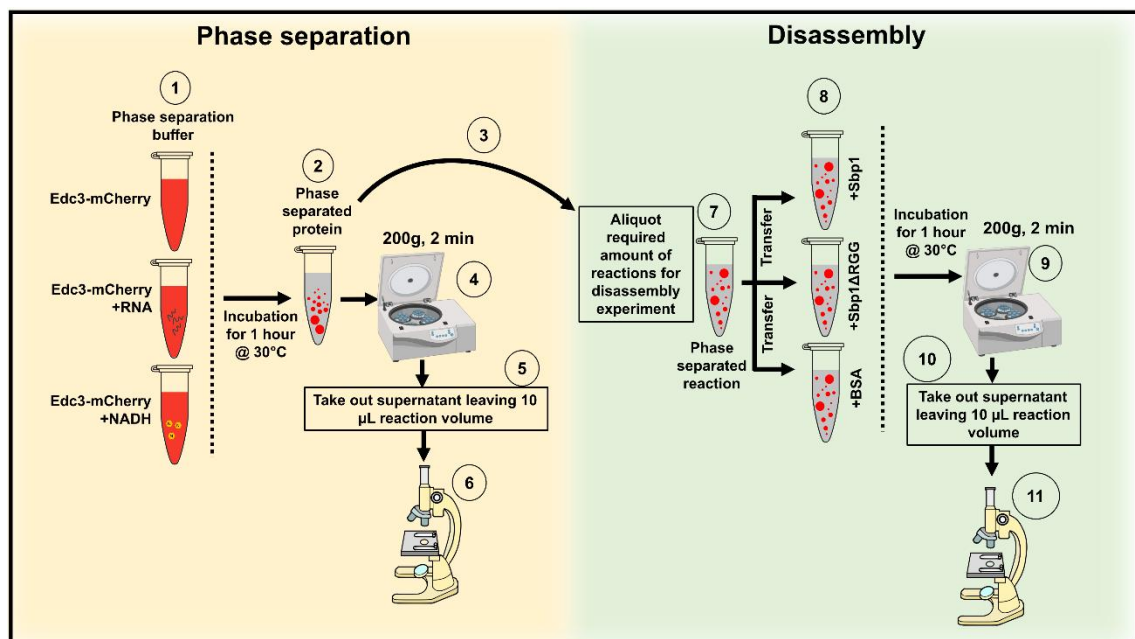 Phase separation
1
Phase separation
buffer
Edc3-mCherry
Edc3-mCherry
+RNA
Edc3-mCherry
+NADH
Incubation
for 1 hour
@ 30°C
2
Phase
separated
protein
3
200g, 2 min
4
5
Take out supernatant leaving 10
µL reaction volume
6
Disassembly
Aliquot
required
amount of
reactions for
disassembly
experiment
7
Phase
separated
reaction
Transfer
Transfer
8
+Sbp1
+Sbp1ΔRGG
+BSA
Incubation
for 1 hour
@ 30°C
200g, 2 min
9
10
Take out supernatant
leaving 10 µL reaction
volume
11